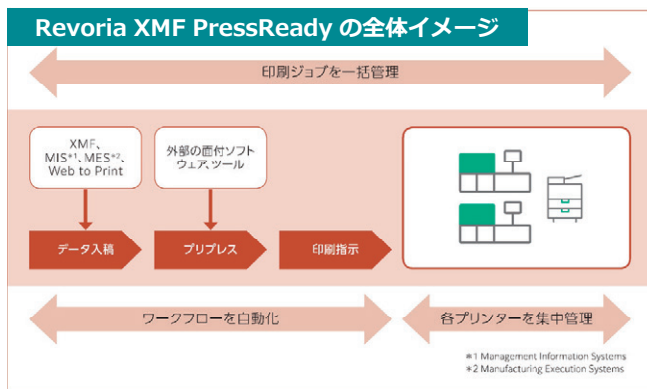 Revoria XMF PressReady の全体イメージ
印刷ジョブを一括管理
XMF、
MIS*1、MES*2、
Web to Print
外部の面付ソフト
ウェア、ツール
データ入稿
プリプレス
印刷指示
ワークフローを自動化
各プリンターを集中管理
*1 Management Information Systems
*2 Manufacturing Execution Systems